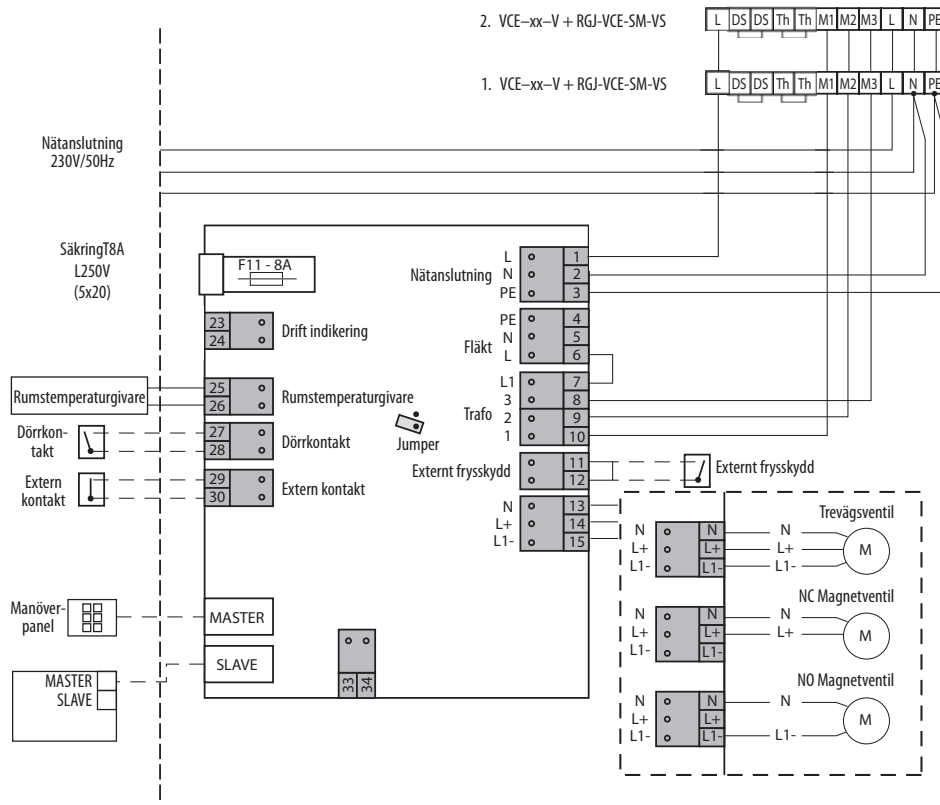 2. VCE–xx–V + RGJ-VCE-SM-VS
L DS DS Th Th M1 M2 M3 L N PE
1. VCE–xx–V + RGJ-VCE-SM-VS
L DS DS Th Th M1 M2 M3 L N PE
Nätanslutning
230V/50Hz
SäkringT8A
L250V
(5x20)
F11 - 8A
Nätanslutning
L 1
N 2
PE 3
23
24
Drift indikering
Fläkt
PE 4
N 5
L 6
Rumstemperaturgivare
25
26
Rumstemperaturgivare
Jumper
Trafo
L1 7
3 8
2 9
1 10
Dörrkon-
takt
27
28
Dörrkontakt
Externt frysskydd
11
12
Externt frysskydd
Extern
kontakt
29
30
Extern kontakt
N 13
L+ 14
L1- 15
Trevägsventil
N N N
L+ L+ L+
L1- L1- L1-
M
NC Magnetventil
N N N
L+ L+ L+
L1- L1-
M
NO Magnetventil
N N N
L+ L+
L1- L1- L1-
M
Manöver-
panel
MASTER
SLAVE
MASTER
SLAVE
33
34